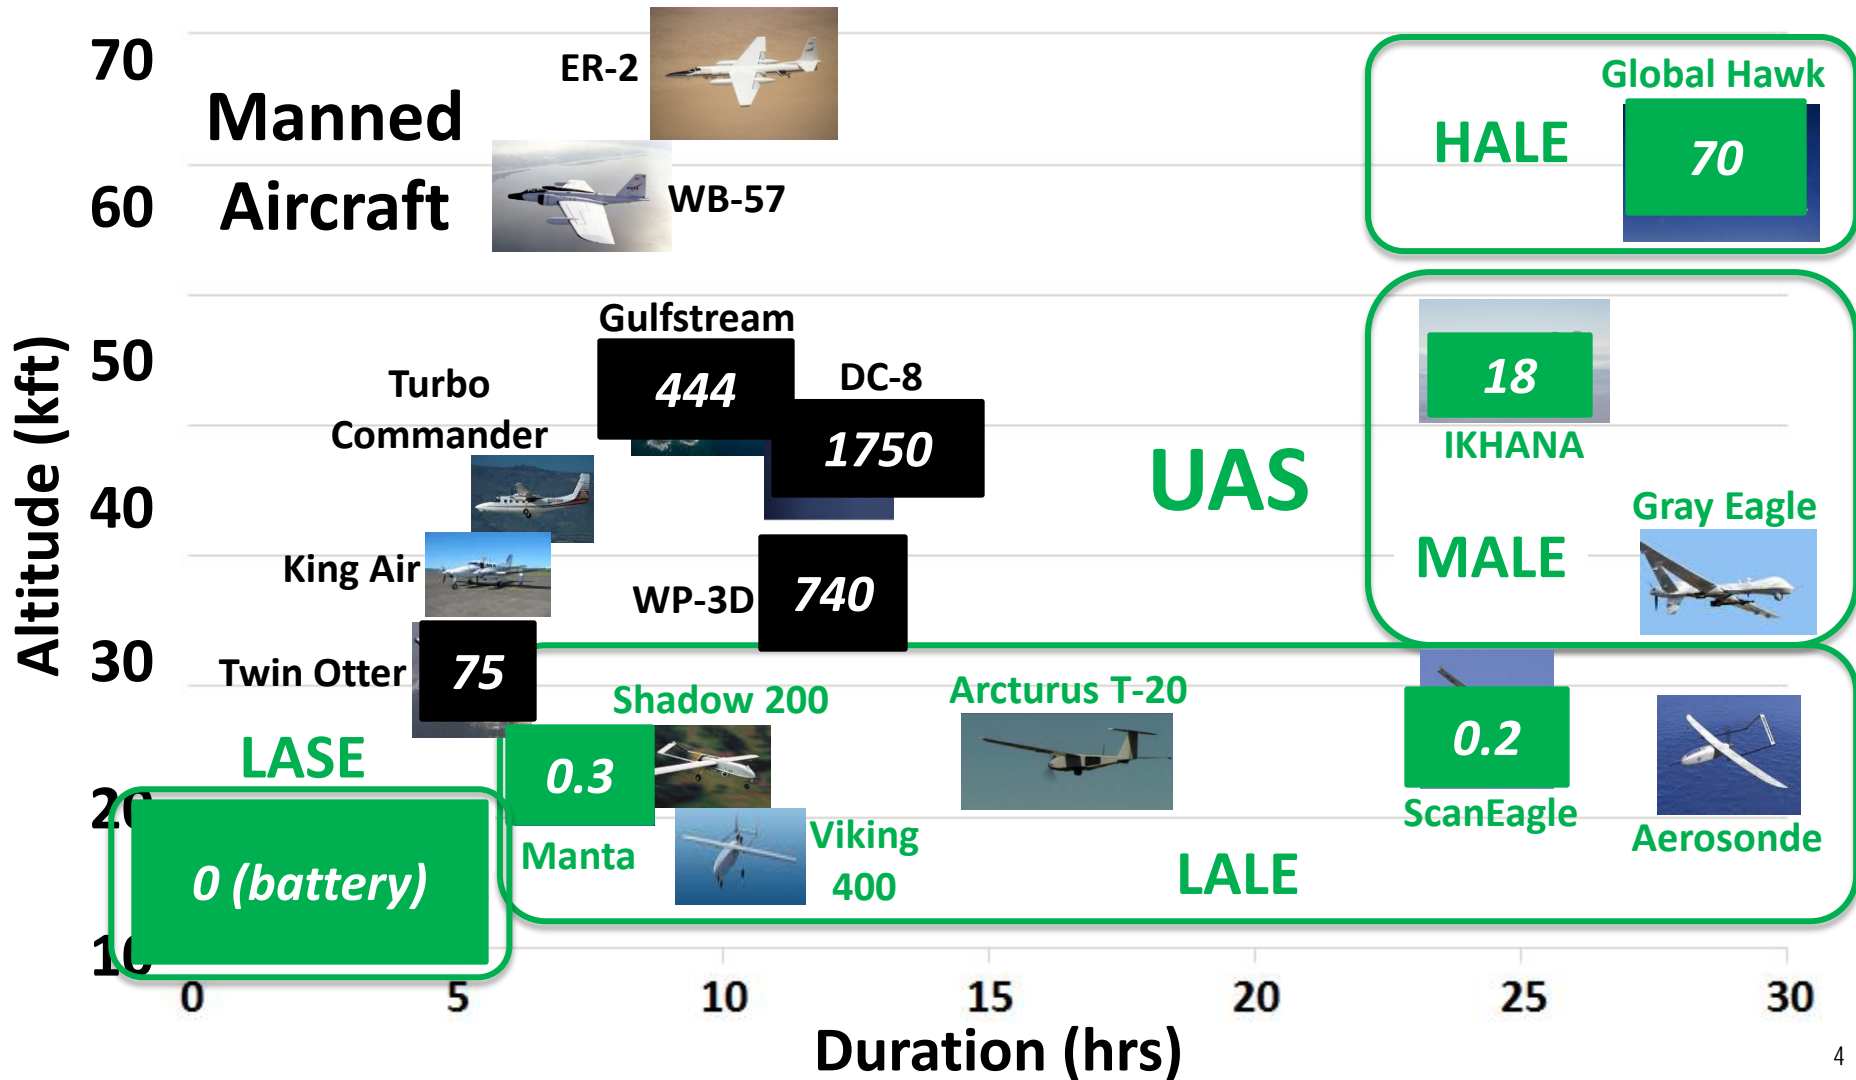 70
60
50
40
30
20
10
Altitude (kft)
Manned
Aircraft
ER-2
WB-57
Gulfstream
444
DC-8
1750
Turbo
Commander
King Air
WP-3D
740
Twin Otter
75
UAS
HALE
Global Hawk
70
18
IKHANA
Gray Eagle
MALE
LASE
0 (battery)
Shadow 200
0.3
Manta
Viking
400
Arcturus T-20
LALE
0.2
ScanEagle
Aerosonde
0
5
10
15
20
25
30
Duration (hrs)
4